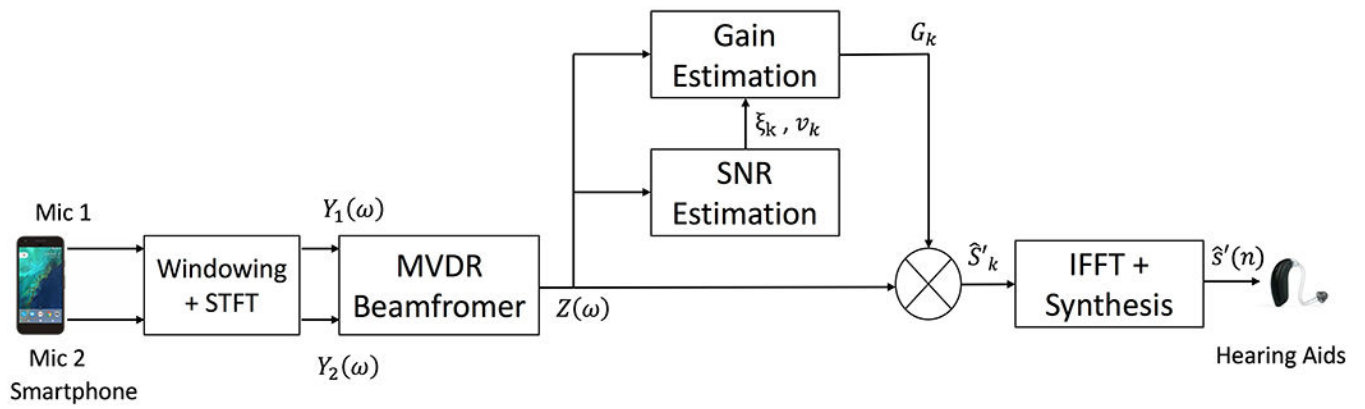 Gain
Estimation
G_k
ξ_k , v_k
SNR
Estimation
Mic 1
Y_1(ω)
Windowing
+ STFT
MVDR
Beamfromer
Z(ω)
Ŝ'_k
IFFT +
Synthesis
ŝ'(n)
Mic 2
Smartphone
Y_2(ω)
Hearing Aids